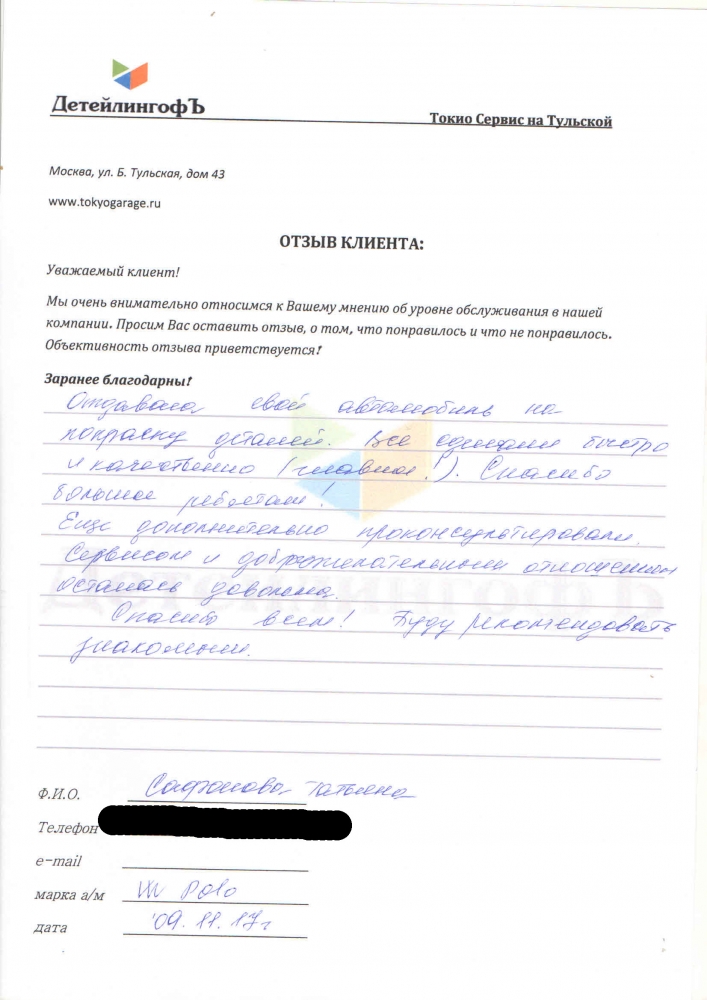 ДетейлингофЪ
Токио Сервис на Тульской
Москва, ул. Б. Тульская, дом 43
www.tokyogarage.ru
ОТЗЫВ КЛИЕНТА:
Уважаемый клиент!
Мы очень внимательно относимся к Вашему мнению об уровне обслуживания в нашей
компании. Просим Вас оставить отзыв, о том, что понравилось и что не понравилось.
Объективность отзыва приветствуется!
Заранее благодарны!
Отдавала свой автомобиль на
покраску деталей. Все сделали быстро
и качественно (главное!). Спасибо
большое ребятам!
Еще дополнительно проконсультировали.
Сервисом и доброжелательным отношением
осталась довольна.
Спасибо всем! Буду рекомендовать
знакомым.
Ф.И.О. Сафронова Татьяна
Телефон
e-mail
марка а/м VW Polo
дата 09.11.17г